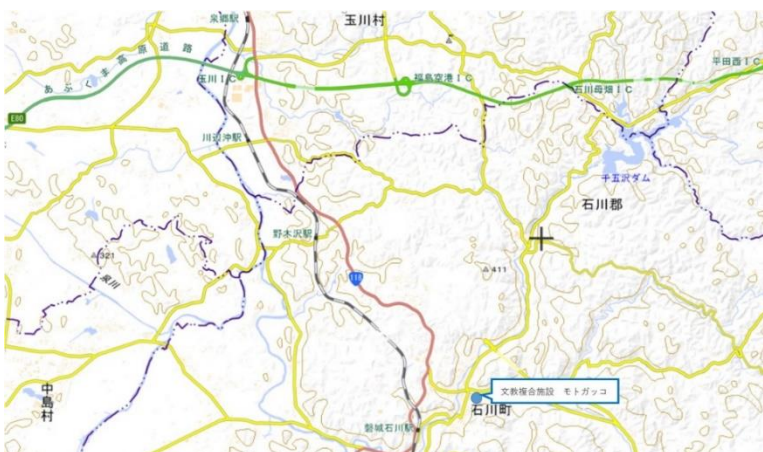 泉郷駅
玉川村
あぶくま高原道路
玉川IC
福島空港IC
石川母畑IC
平田西IC
E80
川辺沖駅
千五沢ダム
石川郡
野木沢駅
321
泉川
118
411
中島村
文教複合施設 モトガッコ
石川町
磐城石川駅